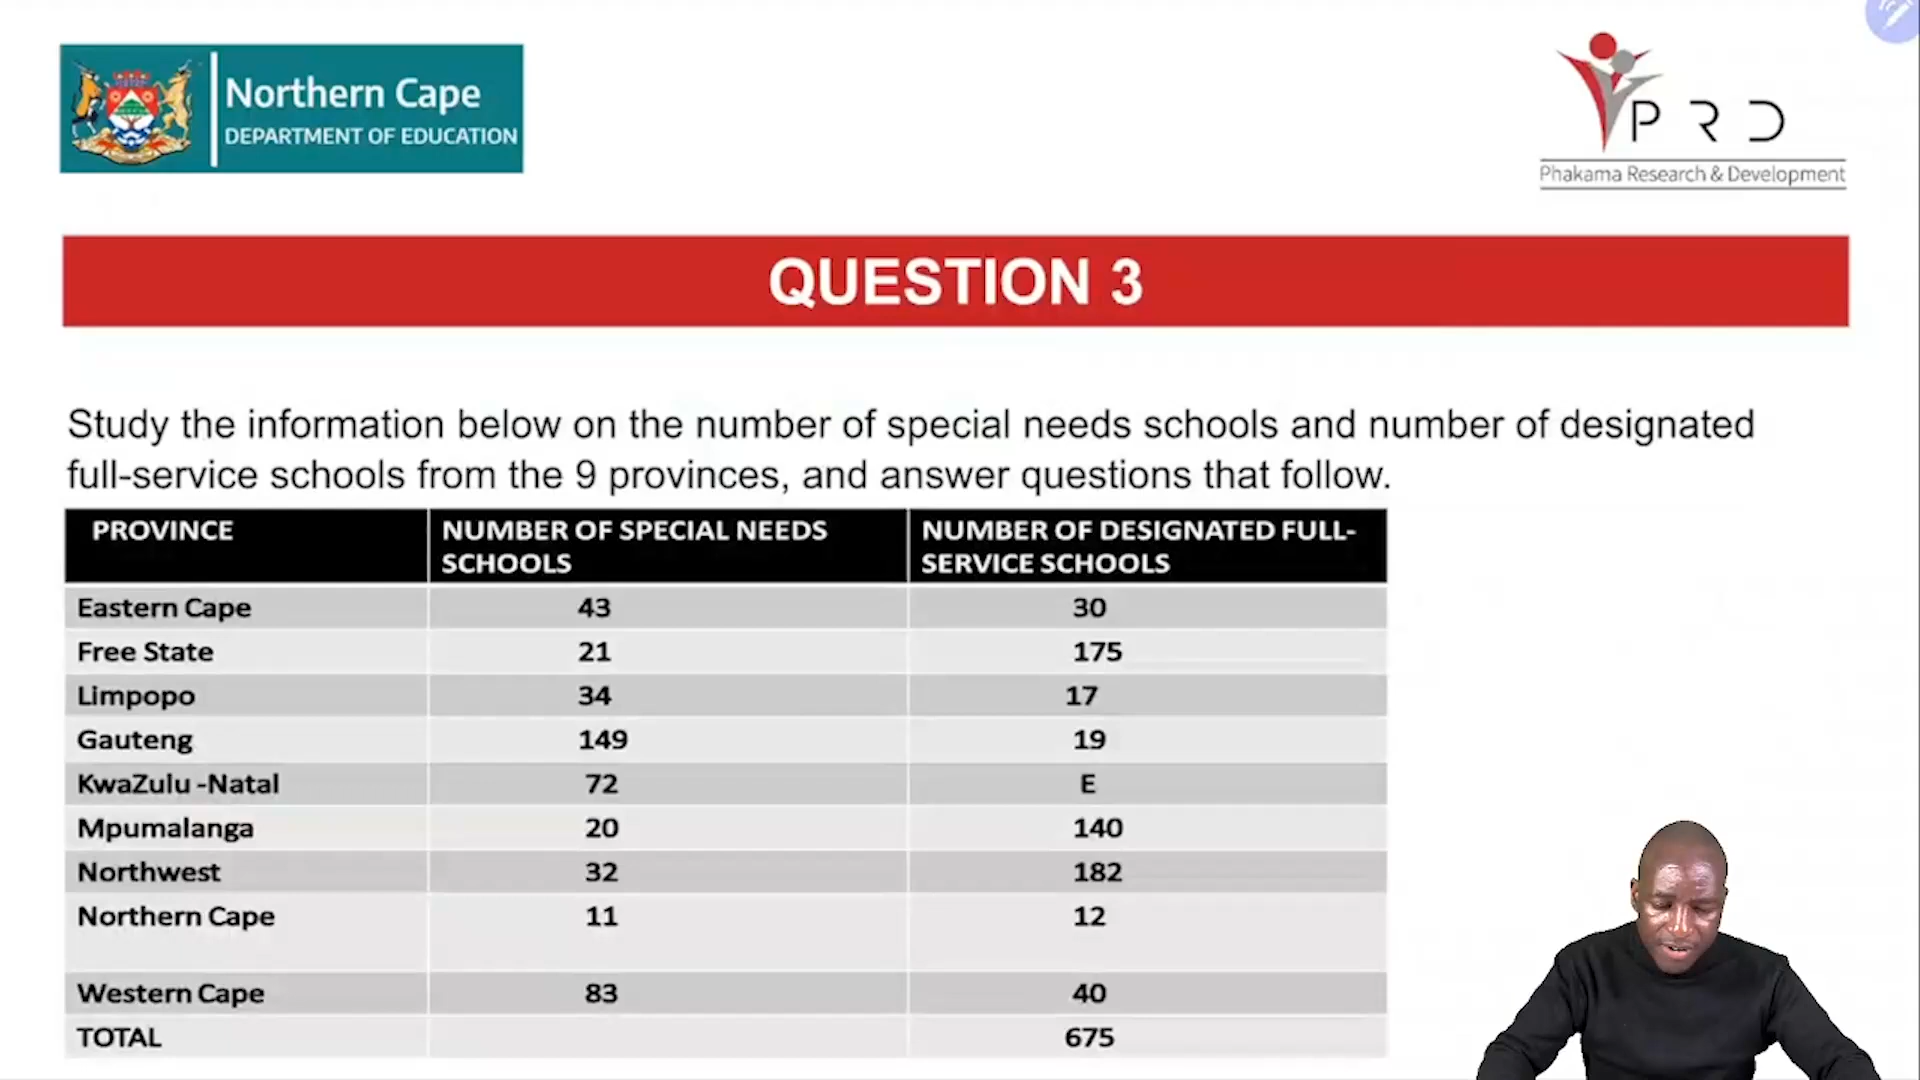 Northern Cape
DEPARTMENT OF EDUCATION
PRD
Phakama Research & Development
QUESTION 3
Study the information below on the number of special needs schools and number of designated
full-service schools from the 9 provinces, and answer questions that follow.
PROVINCE NUMBER OF SPECIAL NEEDS SCHOOLS NUMBER OF DESIGNATED FULL-SERVICE SCHOOLS
Eastern Cape 43 30
Free State 21 175
Limpopo 34 17
Gauteng 149 19
KwaZulu -Natal 72 E
Mpumalanga 20 140
Northwest 32 182
Northern Cape 11 12
Western Cape 83 40
TOTAL 675